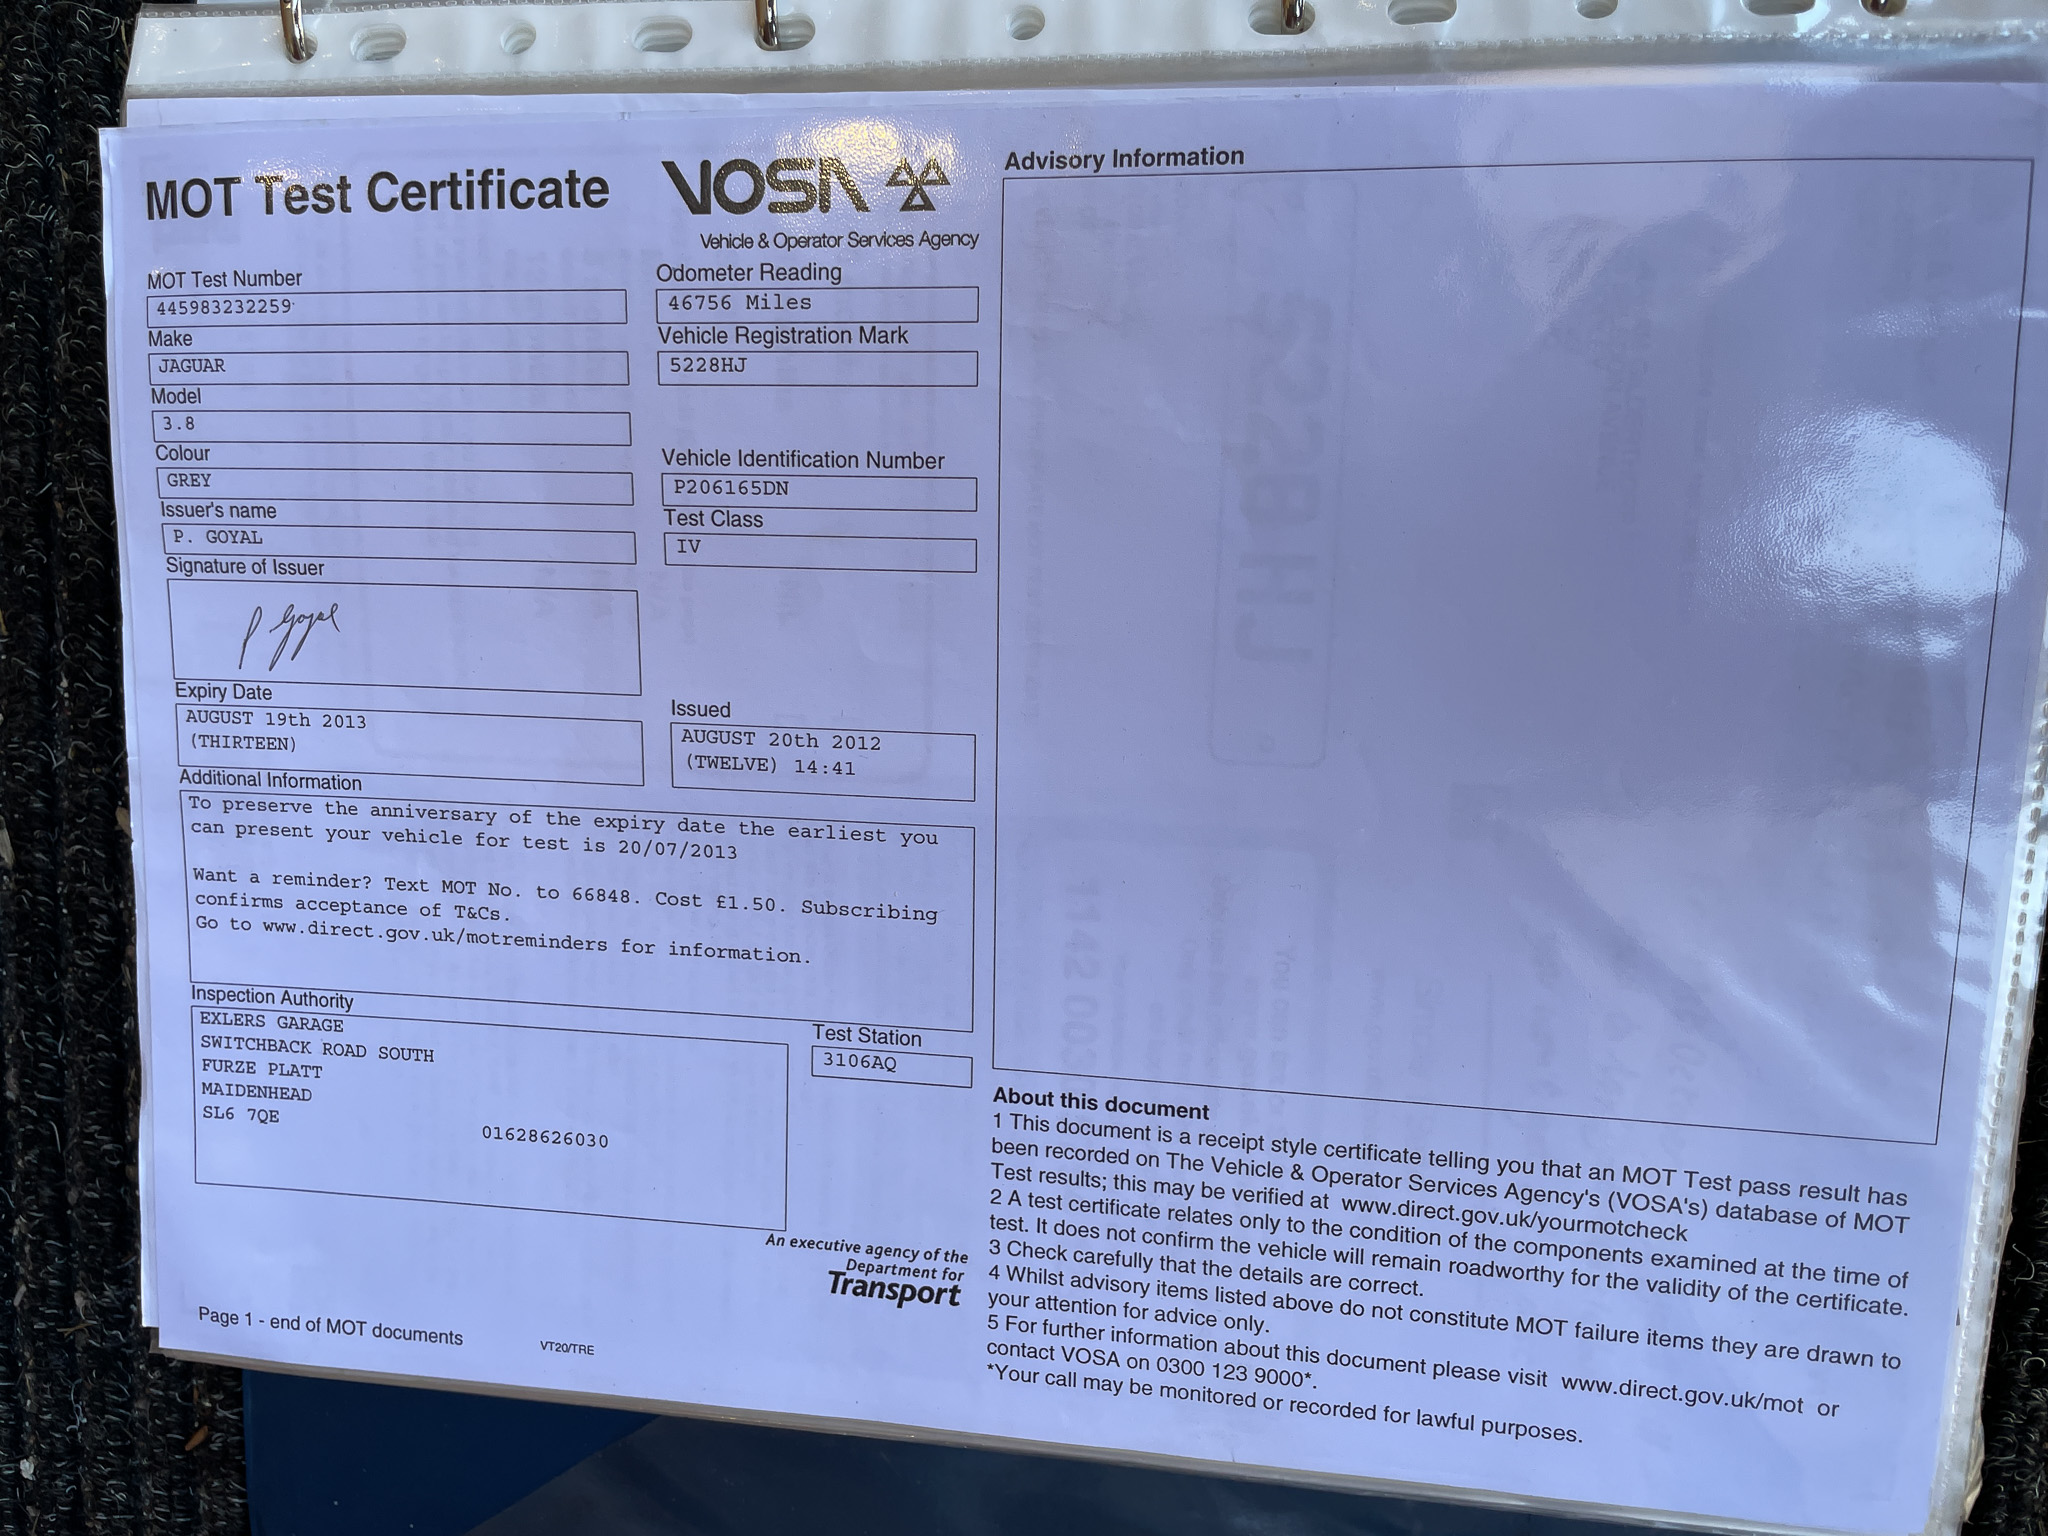 MOT Test Certificate
VOSA
Vehicle & Operator Services Agency
MOT Test Number
445983232259
Make
JAGUAR
Model
3.8
Colour
GREY
Issuer's name
P. GOYAL
Signature of Issuer
P Goyal
Expiry Date
AUGUST 19th 2013
(THIRTEEN)
Odometer Reading
46756 Miles
Vehicle Registration Mark
5228HJ
Vehicle Identification Number
P206165DN
Test Class
IV
Issued
AUGUST 20th 2012
(TWELVE) 14:41
Additional Information
To preserve the anniversary of the expiry date the earliest you
can present your vehicle for test is 20/07/2013
Want a reminder? Text MOT No. to 66848. Cost £1.50. Subscribing
confirms acceptance of T&Cs.
Go to www.direct.gov.uk/motreminders for information.
Inspection Authority
EXLERS GARAGE
SWITCHBACK ROAD SOUTH
FURZE PLATT
MAIDENHEAD
SL6 7QE
01628626030
Test Station
3106AQ
An executive agency of the
Department for
Transport
Page 1 - end of MOT documents
VT20/TRE
Advisory Information
About this document
1 This document is a receipt style certificate telling you that an MOT Test pass result has
been recorded on The Vehicle & Operator Services Agency's (VOSA's) database of MOT
Test results; this may be verified at www.direct.gov.uk/yourmotcheck
2 A test certificate relates only to the condition of the components examined at the time of
test. It does not confirm the vehicle will remain roadworthy for the validity of the certificate.
3 Check carefully that the details are correct.
4 Whilst advisory items listed above do not constitute MOT failure items they are drawn to
your attention for advice only.
5 For further information about this document please visit www.direct.gov.uk/mot or
contact VOSA on 0300 123 9000*.
*Your call may be monitored or recorded for lawful purposes.